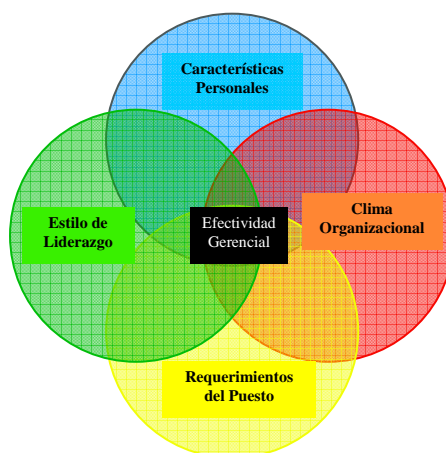 Características
Personales
Estilo de
Liderazgo
Efectividad
Gerencial
Clima
Organizacional
Requerimientos
del Puesto